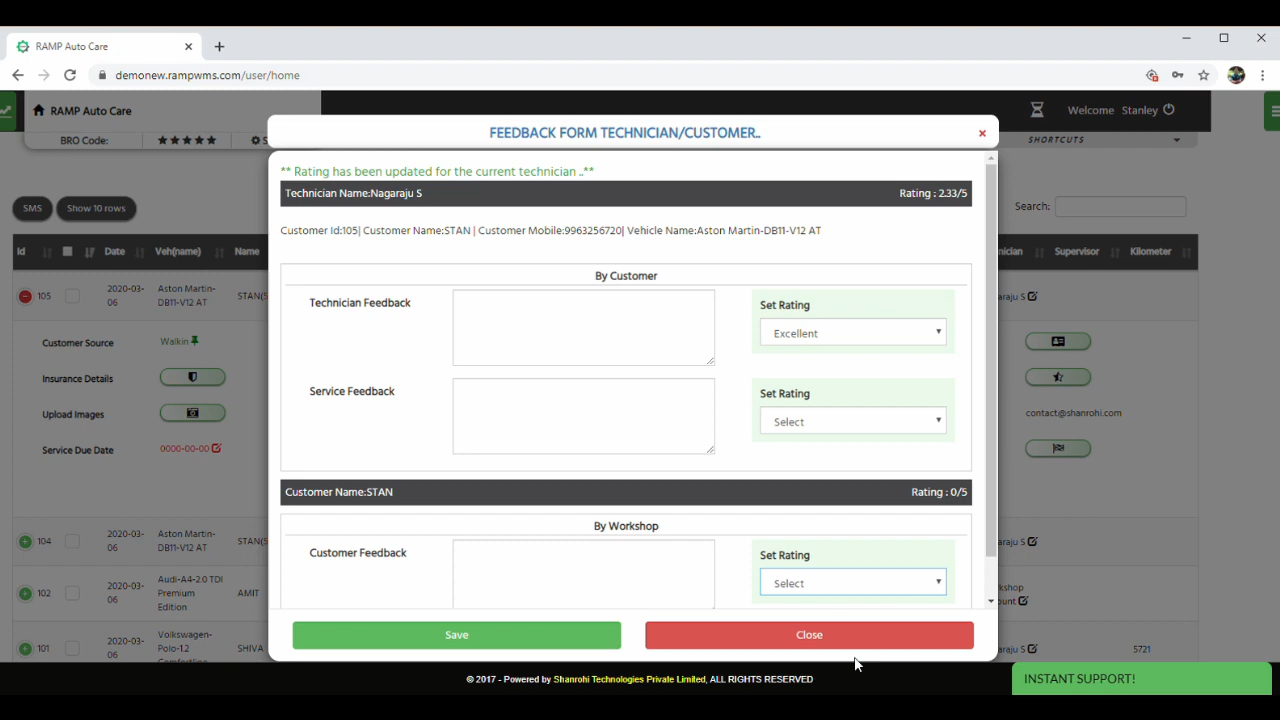 RAMP Auto Care
demonew.rampwms.com/user/home
RAMP Auto Care
Welcome Stanley
BRO Code:
SHORTCUTS
FEEDBACK FORM TECHNICIAN/CUSTOMER..
** Rating has been updated for the current technician ..**
Technician Name:Nagaraju S
Rating : 2.33/5
SMS
Show 10 rows
Search:
Customer Id:105| Customer Name:STAN | Customer Mobile:9963256720| Vehicle Name:Aston Martin-DB11-V12 AT
Id
Date
Veh(name)
Name
Supervisor
Kilometer
By Customer
105
2020-03-06
Aston Martin-
DB11-V12 AT
STAN(5
araju S
Technician Feedback
Set Rating
Excellent
Customer Source
Walkin
Insurance Details
Service Feedback
Set Rating
Select
Upload Images
contact@shanrohi.com
Service Due Date
0000-00-00
Customer Name:STAN
Rating : 0/5
By Workshop
104
2020-03-06
Aston Martin-
DB11-V12 AT
STAN(5
araju S
Customer Feedback
Set Rating
Select
102
2020-03-06
Audi-A4-2.0 TDI
Premium
Edition
AMIT
Save
Close
101
2020-03-
Volkswagen-
Polo-1.2
SHIVA
araju S
5721
© 2017 - Powered by Shanrohi Technologies Private Limited, ALL RIGHTS RESERVED
INSTANT SUPPORT!